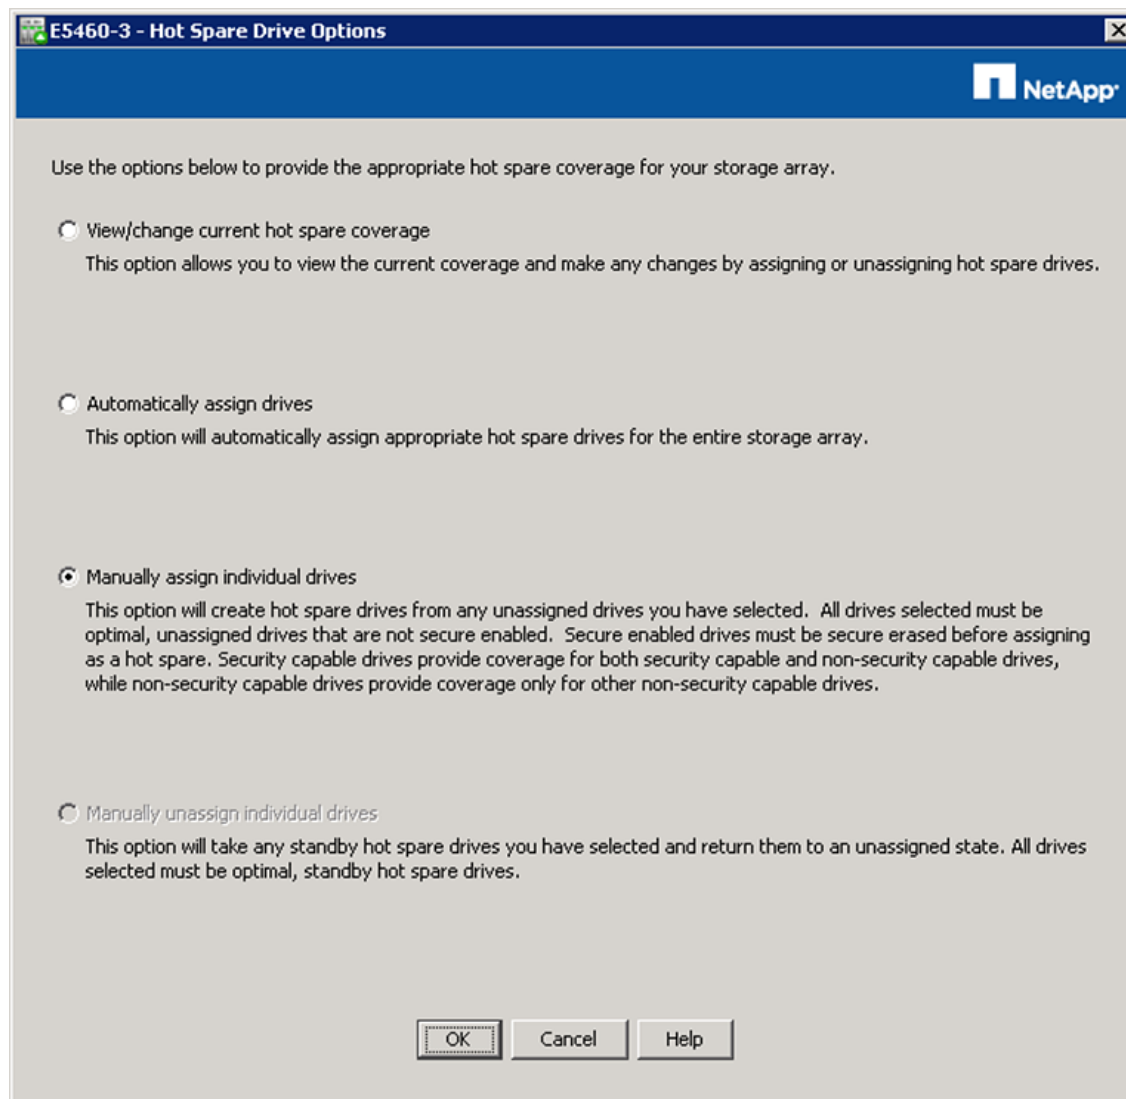 E5460-3 - Hot Spare Drive Options
NetApp
Use the options below to provide the appropriate hot spare coverage for your storage array.
View/change current hot spare coverage
This option allows you to view the current coverage and make any changes by assigning or unassigning hot spare drives.
Automatically assign drives
This option will automatically assign appropriate hot spare drives for the entire storage array.
Manually assign individual drives
This option will create hot spare drives from any unassigned drives you have selected.  All drives selected must be
optimal, unassigned drives that are not secure enabled.  Secure enabled drives must be secure erased before assigning
as a hot spare. Security capable drives provide coverage for both security capable and non-security capable drives,
while non-security capable drives provide coverage only for other non-security capable drives.
Manually unassign individual drives
This option will take any standby hot spare drives you have selected and return them to an unassigned state. All drives
selected must be optimal, standby hot spare drives.
OK Cancel Help